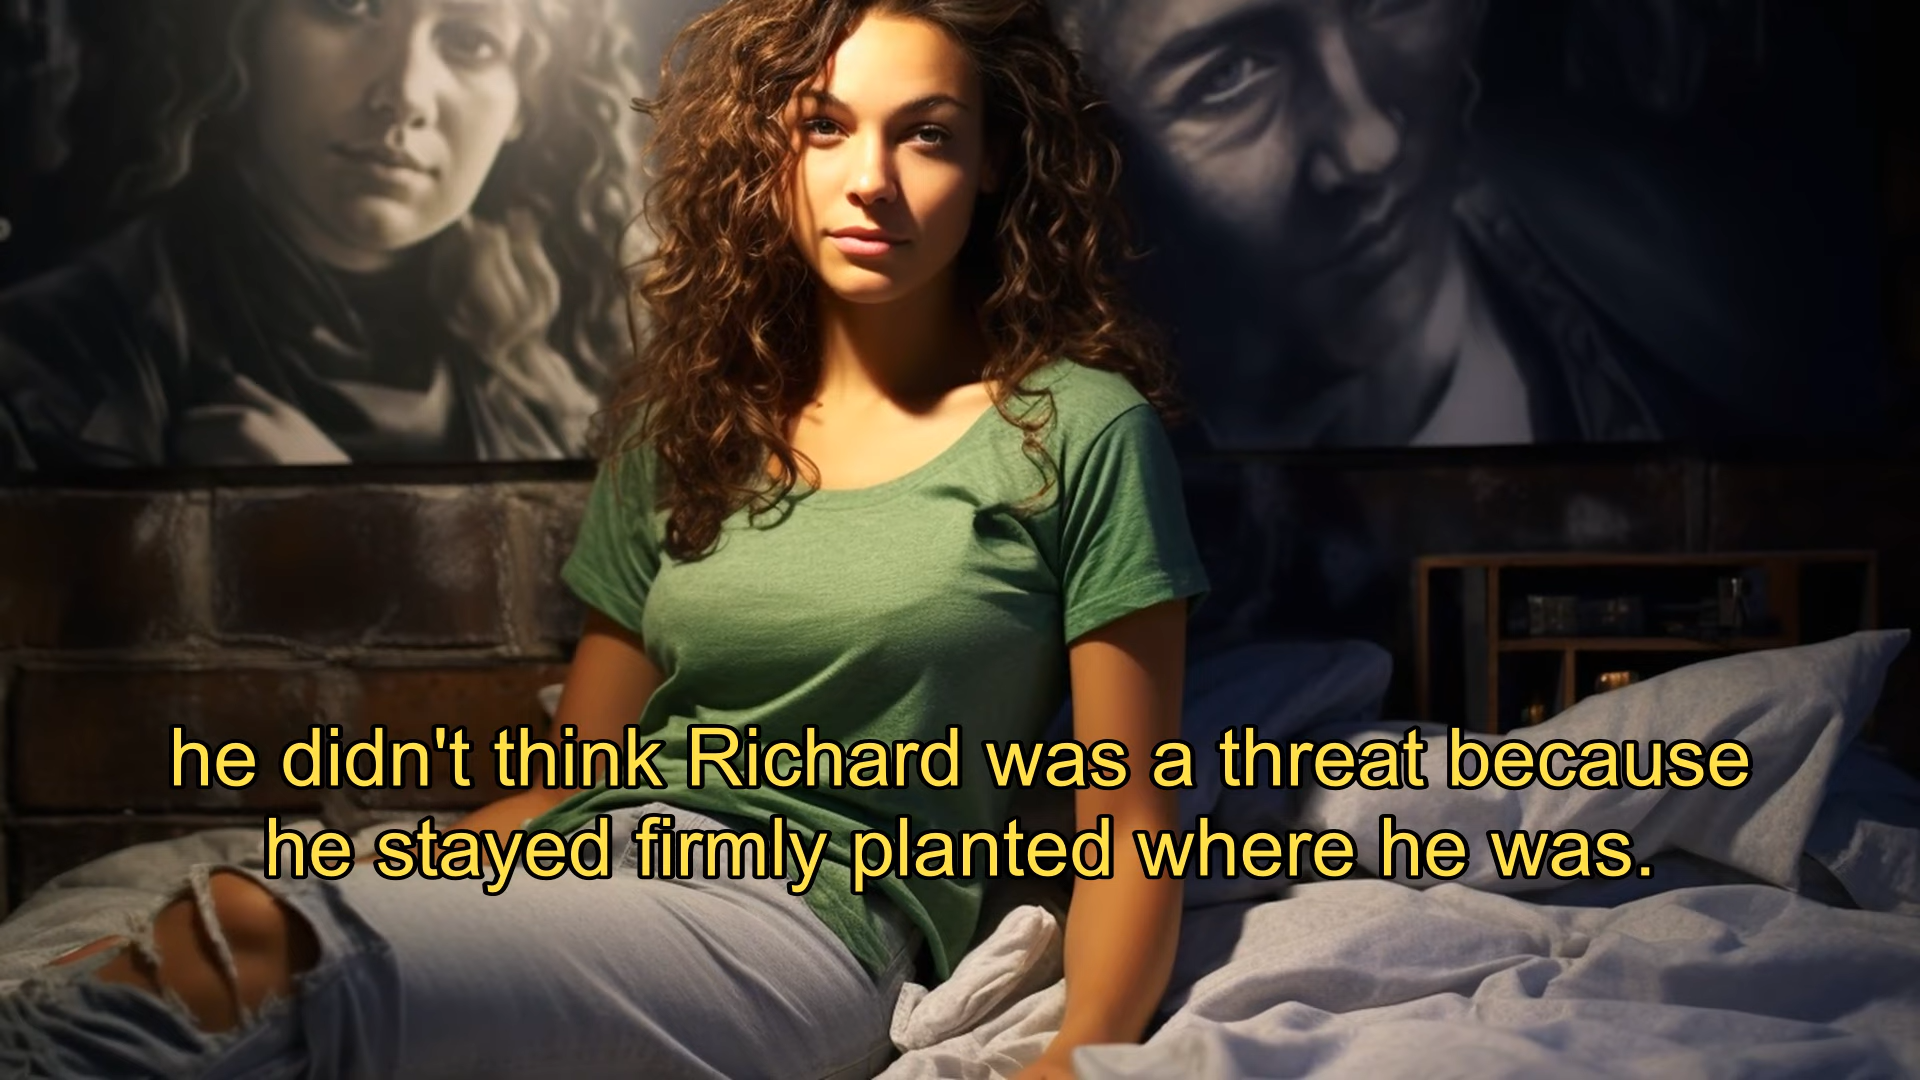 he didn't think Richard was a threat because
he stayed firmly planted where he was.